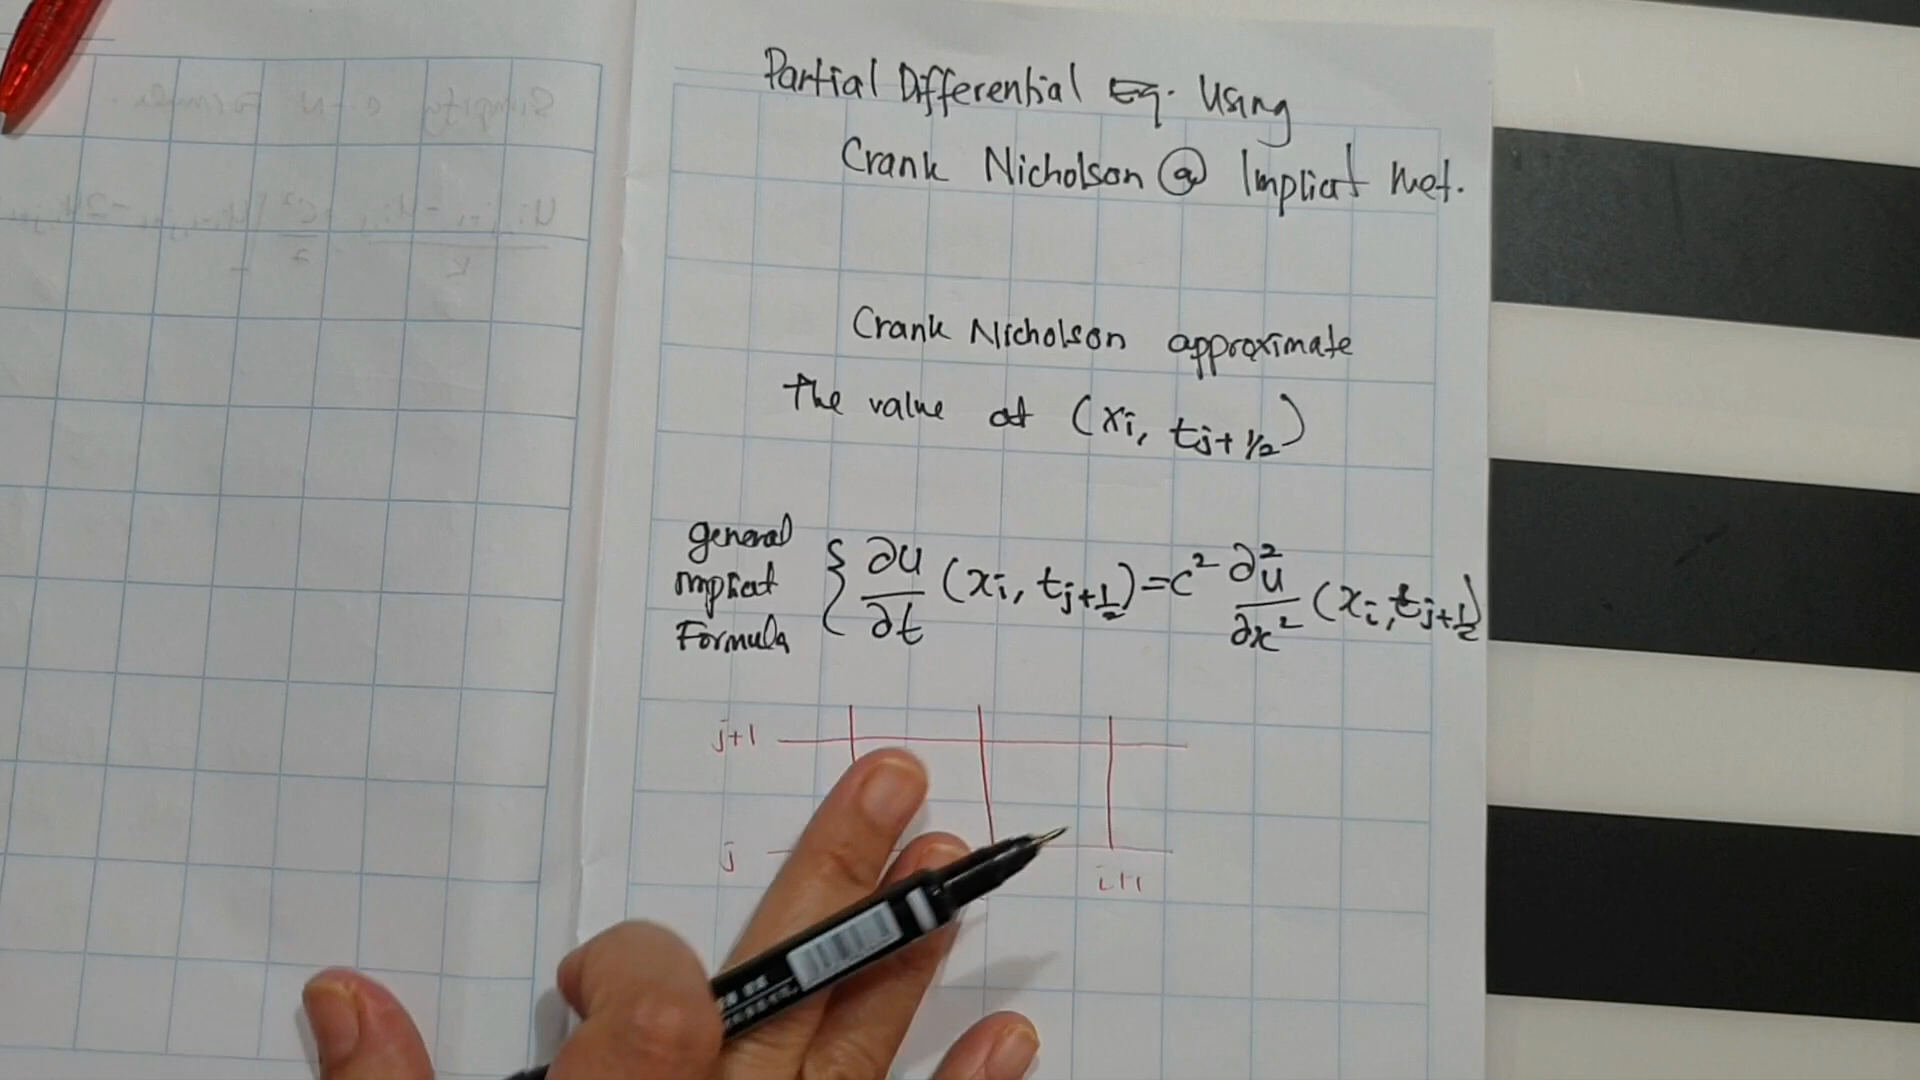 Partial Differential Eq. Using
Crank Nicholson @ Implicit Met.
Crank Nicholson approximate
the value at (xi, tj+1/2)
general
implicit
Formula
{ ∂u/∂t (xi, tj+1/2) = c² ∂²u/∂x² (xi, tj+1/2)
j+1
j
i+1